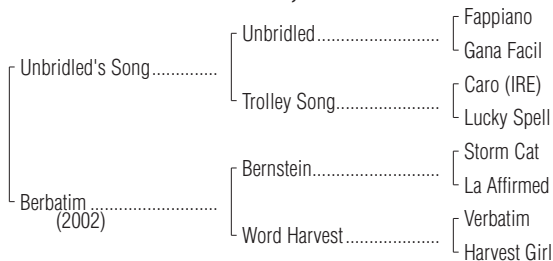 Fappiano
Unbridled..................
Gana Facil
Unbridled's Song..............
Caro (IRE)
Trolley Song................
Lucky Spell
Storm Cat
Bernstein...................
La Affirmed
Berbatim ...........................
(2002)
Verbatim
Word Harvest....................
Harvest Girl